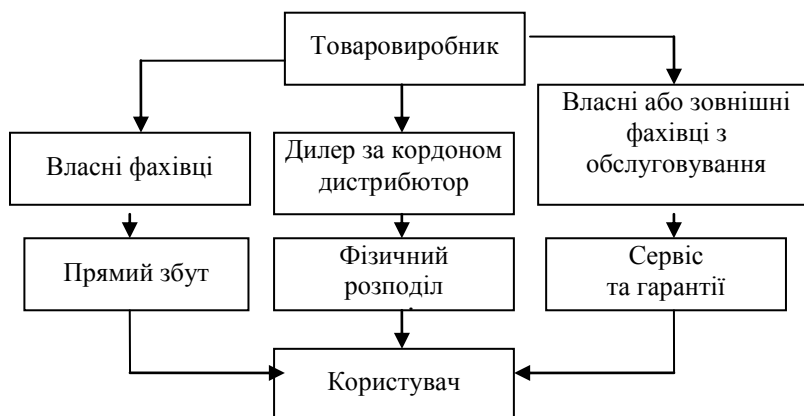 Товаровиробник
Власні фахівці
Дилер за кордоном
дистрибютор
Власні або зовнішні
фахівці з
обслуговування
Прямий збут
Фізичний
розподіл
Сервіс
та гарантії
Користувач